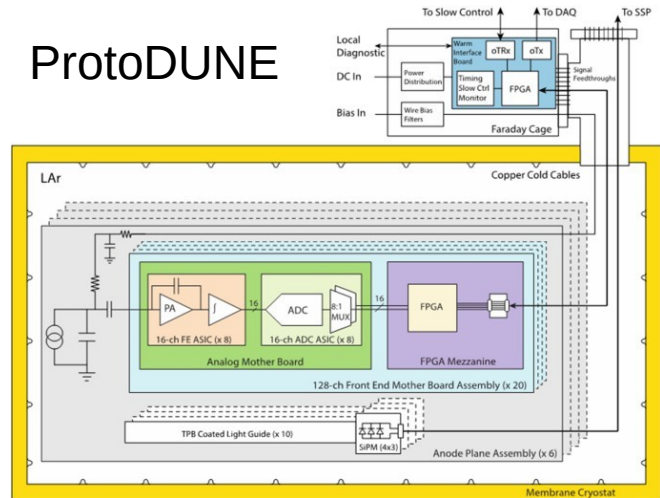 ProtoDUNE
To Slow Control
To DAQ
To SSP
Local
Diagnostic
DC In
Bias In
Power
Distribution
Wire Bias
Filters
Warm
Interface
Board
oTRx
oTx
Timing
Slow Ctrl
Monitor
FPGA
Signal
Feedthroughs
Faraday Cage
LAr
Copper Cold Cables
PA
∫
16
ADC
8:1
MUX
16
FPGA
16-ch FE ASIC (x 8)
16-ch ADC ASIC (x 8)
Analog Mother Board
FPGA Mezzanine
128-ch Front End Mother Board Assembly (x 20)
TPB Coated Light Guide (x 10)
SiPM (4x3)
Anode Plane Assembly (x 6)
Membrane Cryostat